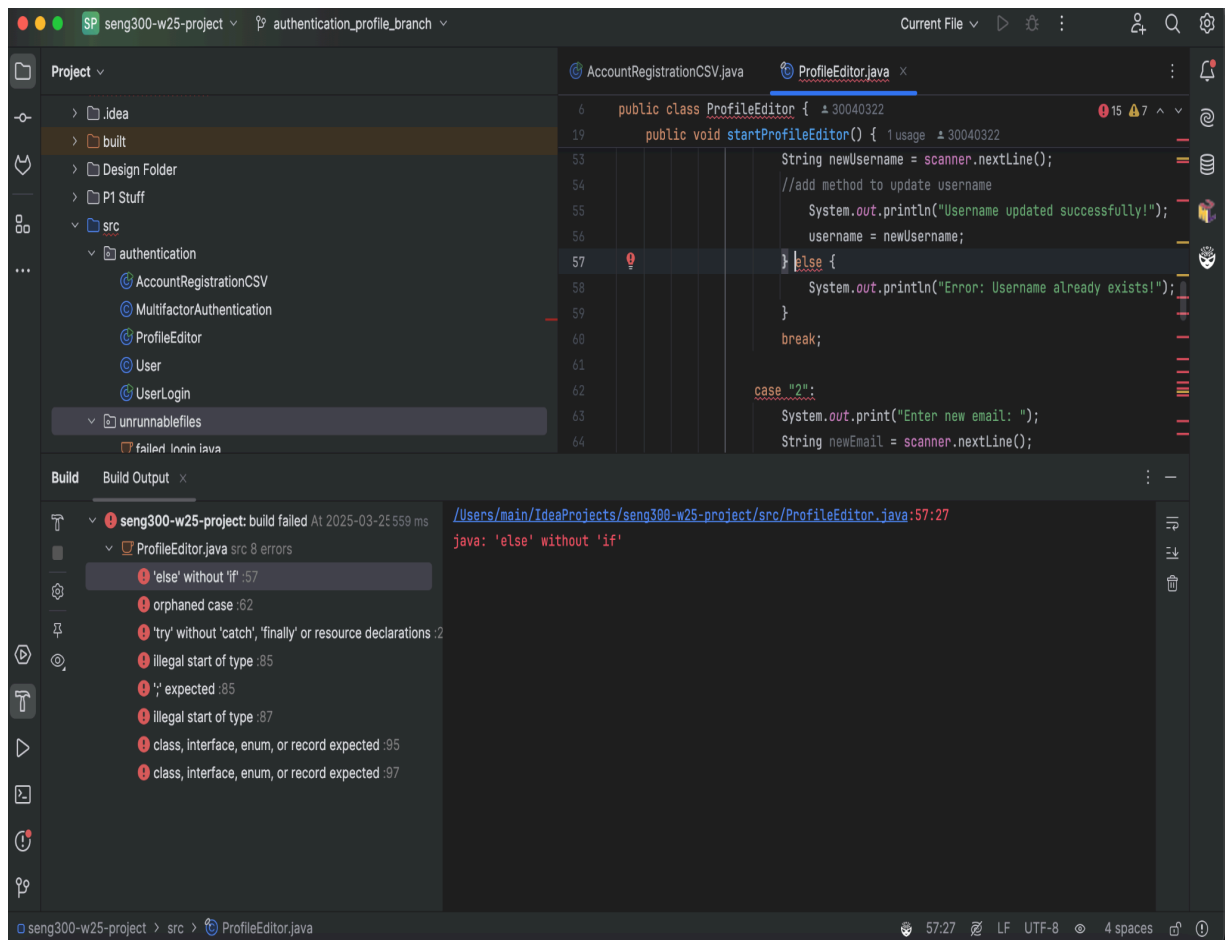 SP seng300-w25-project authentication_profile_branch Current File
Project
.idea
built
Design Folder
P1 Stuff
src
authentication
AccountRegistrationCSV
MultifactorAuthentication
ProfileEditor
User
UserLogin
unrunnablefiles
failed_login.java
AccountRegistrationCSV.java ProfileEditor.java
6 public class ProfileEditor { 30040322 15 7
19 public void startProfileEditor() { 1 usage 30040322
53 String newUsername = scanner.nextLine();
54 //add method to update username
55 System.out.println("Username updated successfully!");
56 username = newUsername;
57 } else {
58 System.out.println("Error: Username already exists!");
59 }
60 break;
61
62 case "2":
63 System.out.print("Enter new email: ");
64 String newEmail = scanner.nextLine();
Build Build Output
seng300-w25-project: build failed At 2025-03-25 559 ms
ProfileEditor.java src 8 errors
'else' without 'if' :57
orphaned case :62
'try' without 'catch', 'finally' or resource declarations :2
illegal start of type :85
';' expected :85
illegal start of type :87
class, interface, enum, or record expected :95
class, interface, enum, or record expected :97
/Users/main/IdeaProjects/seng300-w25-project/src/ProfileEditor.java:57:27
java: 'else' without 'if'
seng300-w25-project > src > ProfileEditor.java 57:27 LF UTF-8 4 spaces